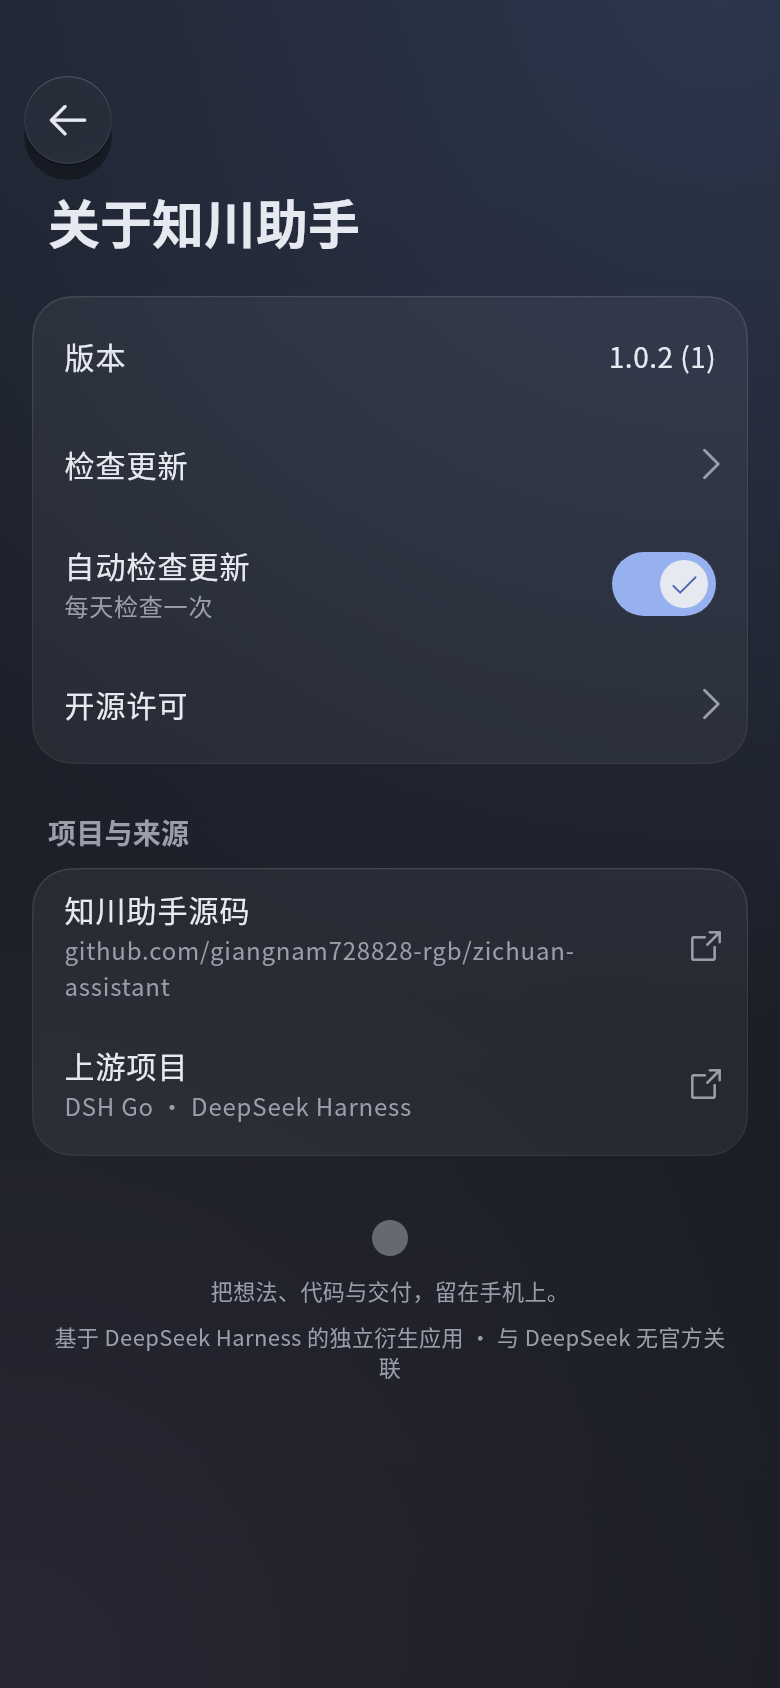 关于知川助手
版本
1.0.2 (1)
检查更新
自动检查更新
每天检查一次
开源许可
项目与来源
知川助手源码
github.com/giangnam728828-rgb/zichuan-
assistant
上游项目
DSH Go · DeepSeek Harness
把想法、代码与交付，留在手机上。
基于 DeepSeek Harness 的独立衍生应用 · 与 DeepSeek 无官方关
联